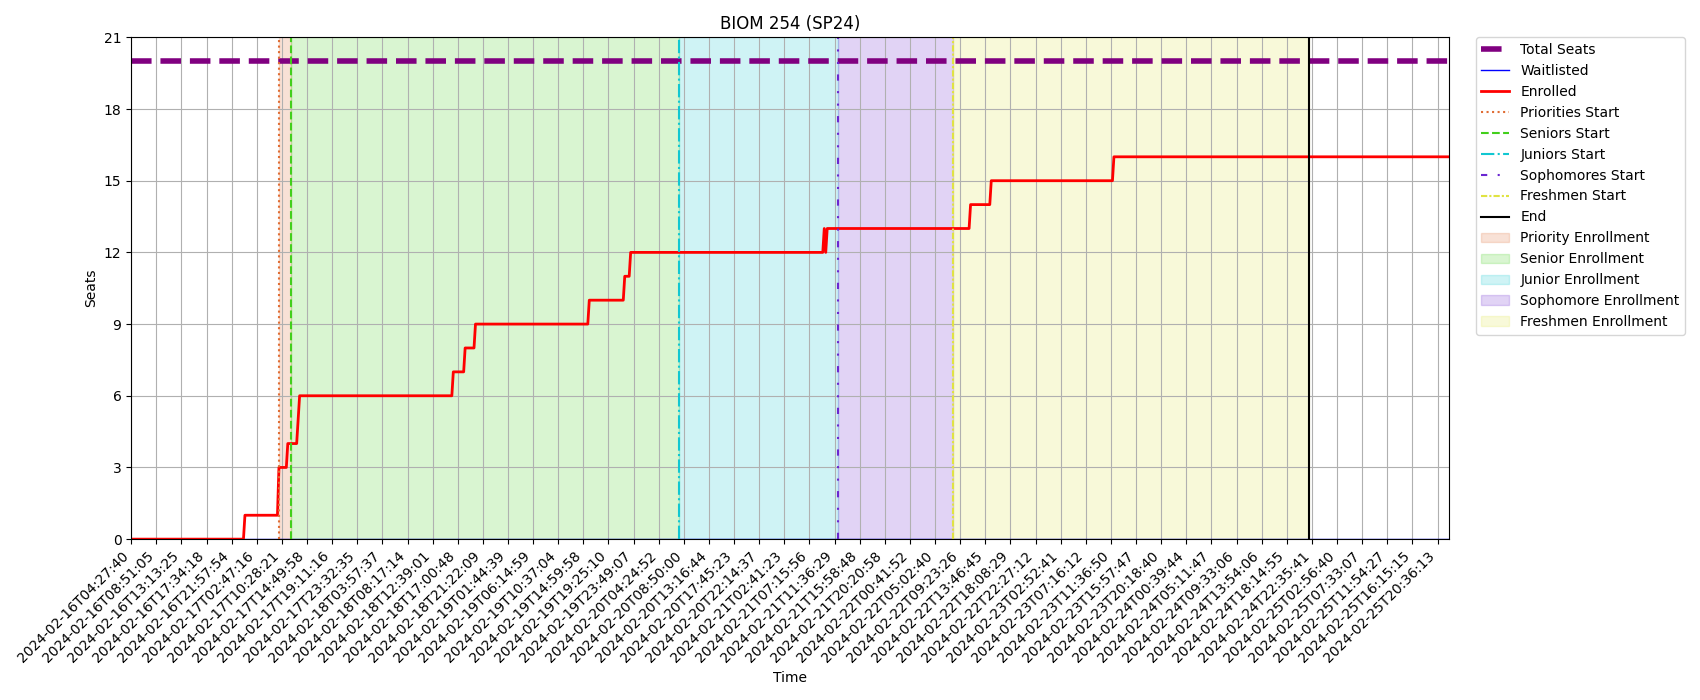 BIOM 254 (SP24)
Seats
21
18
15
12
9
6
3
0
2024-02-16T04:27:40
2024-02-16T08:51:05
2024-02-16T13:13:25
2024-02-16T17:34:18
2024-02-16T21:57:54
2024-02-17T02:47:16
2024-02-17T10:28:21
2024-02-17T14:49:58
2024-02-17T19:11:16
2024-02-17T23:32:35
2024-02-18T03:57:37
2024-02-18T08:17:14
2024-02-18T12:39:01
2024-02-18T17:00:48
2024-02-18T21:22:09
2024-02-19T01:44:39
2024-02-19T06:14:59
2024-02-19T10:37:04
2024-02-19T14:59:58
2024-02-19T19:25:10
2024-02-19T23:49:07
2024-02-20T04:24:52
2024-02-20T08:50:00
2024-02-20T13:16:44
2024-02-20T17:45:23
2024-02-20T22:14:37
2024-02-21T02:41:23
2024-02-21T07:15:56
2024-02-21T11:36:29
2024-02-21T15:58:48
2024-02-21T20:20:58
2024-02-22T00:41:52
2024-02-22T05:02:40
2024-02-22T09:23:26
2024-02-22T13:46:45
2024-02-22T18:08:29
2024-02-22T22:27:12
2024-02-23T02:52:41
2024-02-23T07:16:12
2024-02-23T11:36:50
2024-02-23T15:57:47
2024-02-23T20:18:40
2024-02-24T00:39:44
2024-02-24T05:11:47
2024-02-24T09:33:06
2024-02-24T13:54:06
2024-02-24T18:14:55
2024-02-24T22:35:41
2024-02-25T02:56:40
2024-02-25T07:33:07
2024-02-25T11:54:27
2024-02-25T16:15:15
2024-02-25T20:36:13
Time
Total Seats
Waitlisted
Enrolled
Priorities Start
Seniors Start
Juniors Start
Sophomores Start
Freshmen Start
End
Priority Enrollment
Senior Enrollment
Junior Enrollment
Sophomore Enrollment
Freshmen Enrollment